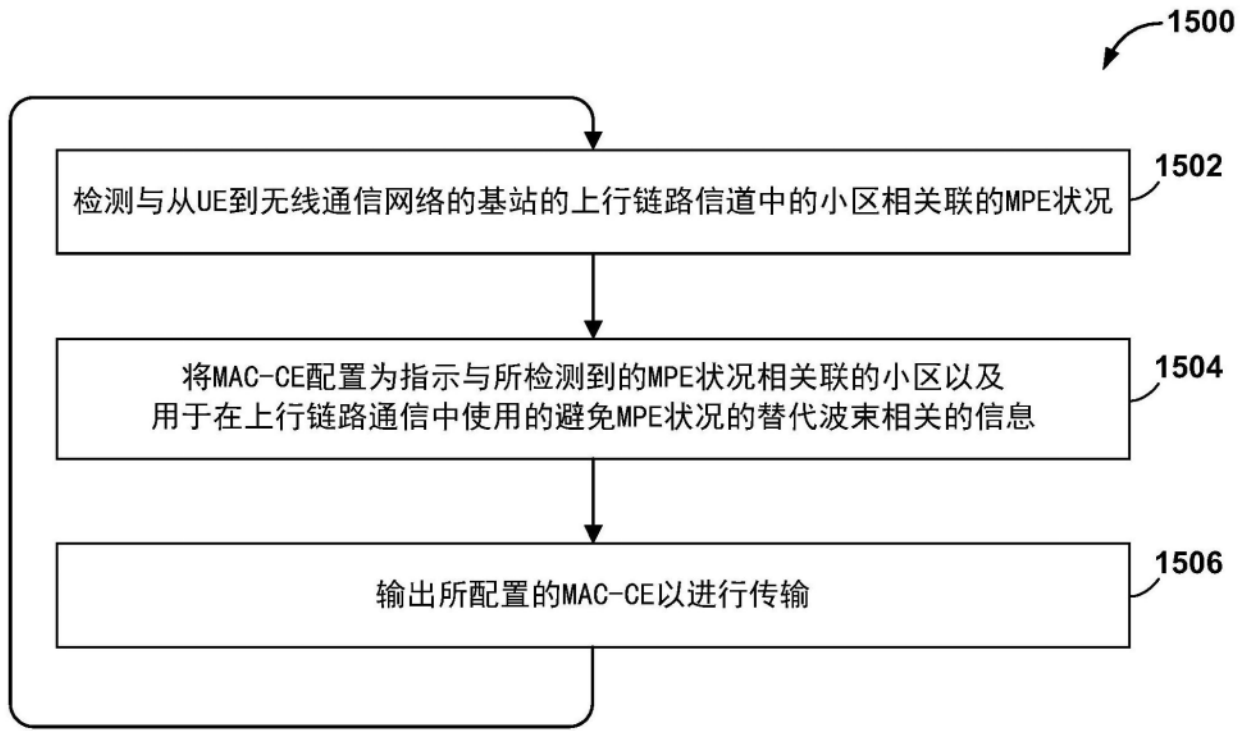 1500
1502
检测与从UE到无线通信网络的基站的上行链路信道中的小区相关联的MPE状况
1504
将MAC-CE配置为指示与所检测到的MPE状况相关联的小区以及
用于在上行链路通信中使用的避免MPE状况的替代波束相关的信息
1506
输出所配置的MAC-CE以进行传输